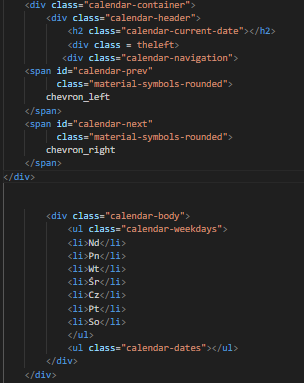 <div class="calendar-container">
<div class="calendar-header">
<h2 class="calendar-current-date"></h2>
<div class = theleft>
<div class="calendar-navigation">
<span id="calendar-prev"
class="material-symbols-rounded">
chevron_left
</span>
<span id="calendar-next"
class="material-symbols-rounded">
chevron_right
</span>
</div>
<div class="calendar-body">
<ul class="calendar-weekdays">
<li>Nd</li>
<li>Pn</li>
<li>Wt</li>
<li>Śr</li>
<li>Cz</li>
<li>Pt</li>
<li>So</li>
</ul>
<ul class="calendar-dates"></ul>
</div>
</div>